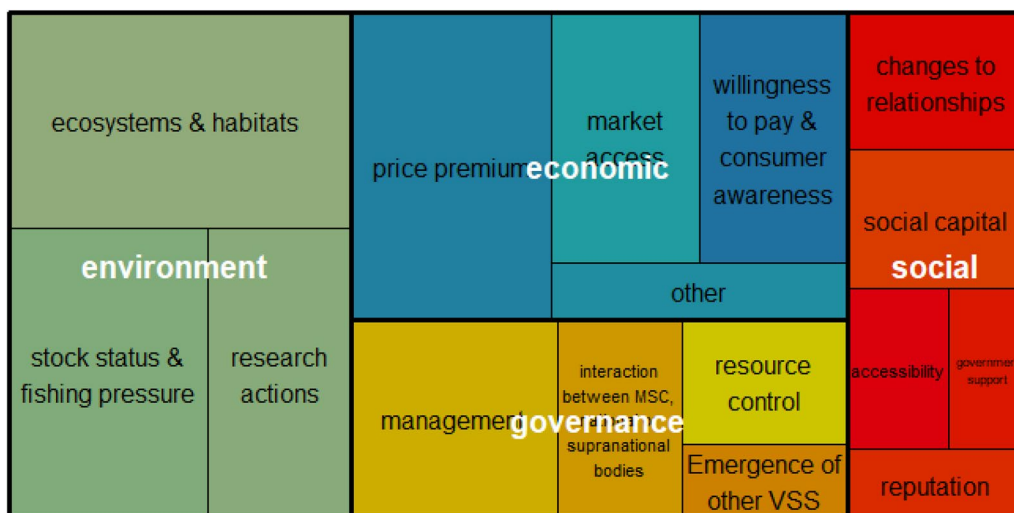 ecosystems & habitats
stock status &
fishing pressure
research
actions
environment
price premium
market
access
willingness
to pay &
consumer
awareness
other
economic
management
interaction
between MSC,
supranational
bodies
resource
control
Emergence of
other VSS
governance
changes to
relationships
social capital
accessibility
government
support
reputation
social